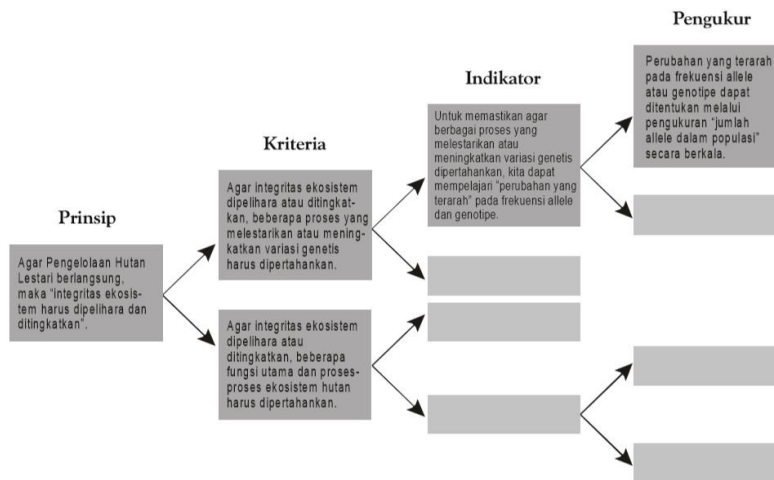 Pengukur
Perubahan yang terarah
pada frekuensi allele
atau genotipe dapat
ditentukan melalui
pengukuran “jumlah
allele dalam populasi”
secara berkala.
Indikator
Untuk memastikan agar
berbagai proses yang
melestarikan atau
meningkatkan variasi genetis
dipertahankan, kita dapat
mempelajari “perubahan yang
terarah” pada frekuensi allele
dan genotipe.
Kriteria
Agar integritas ekosistem
dipelihara atau ditingkat-
kan, beberapa proses yang
melestarikan atau mening-
katkan variasi genetis
harus dipertahankan.
Prinsip
Agar Pengelolaan Hutan
Lestari berlangsung,
maka “integritas ekosis-
tem harus dipelihara dan
ditingkatkan”.
Agar integritas ekosistem
dipelihara atau
ditingkatkan, beberapa
fungsi utama dan proses-
proses ekosistem hutan
harus dipertahankan.